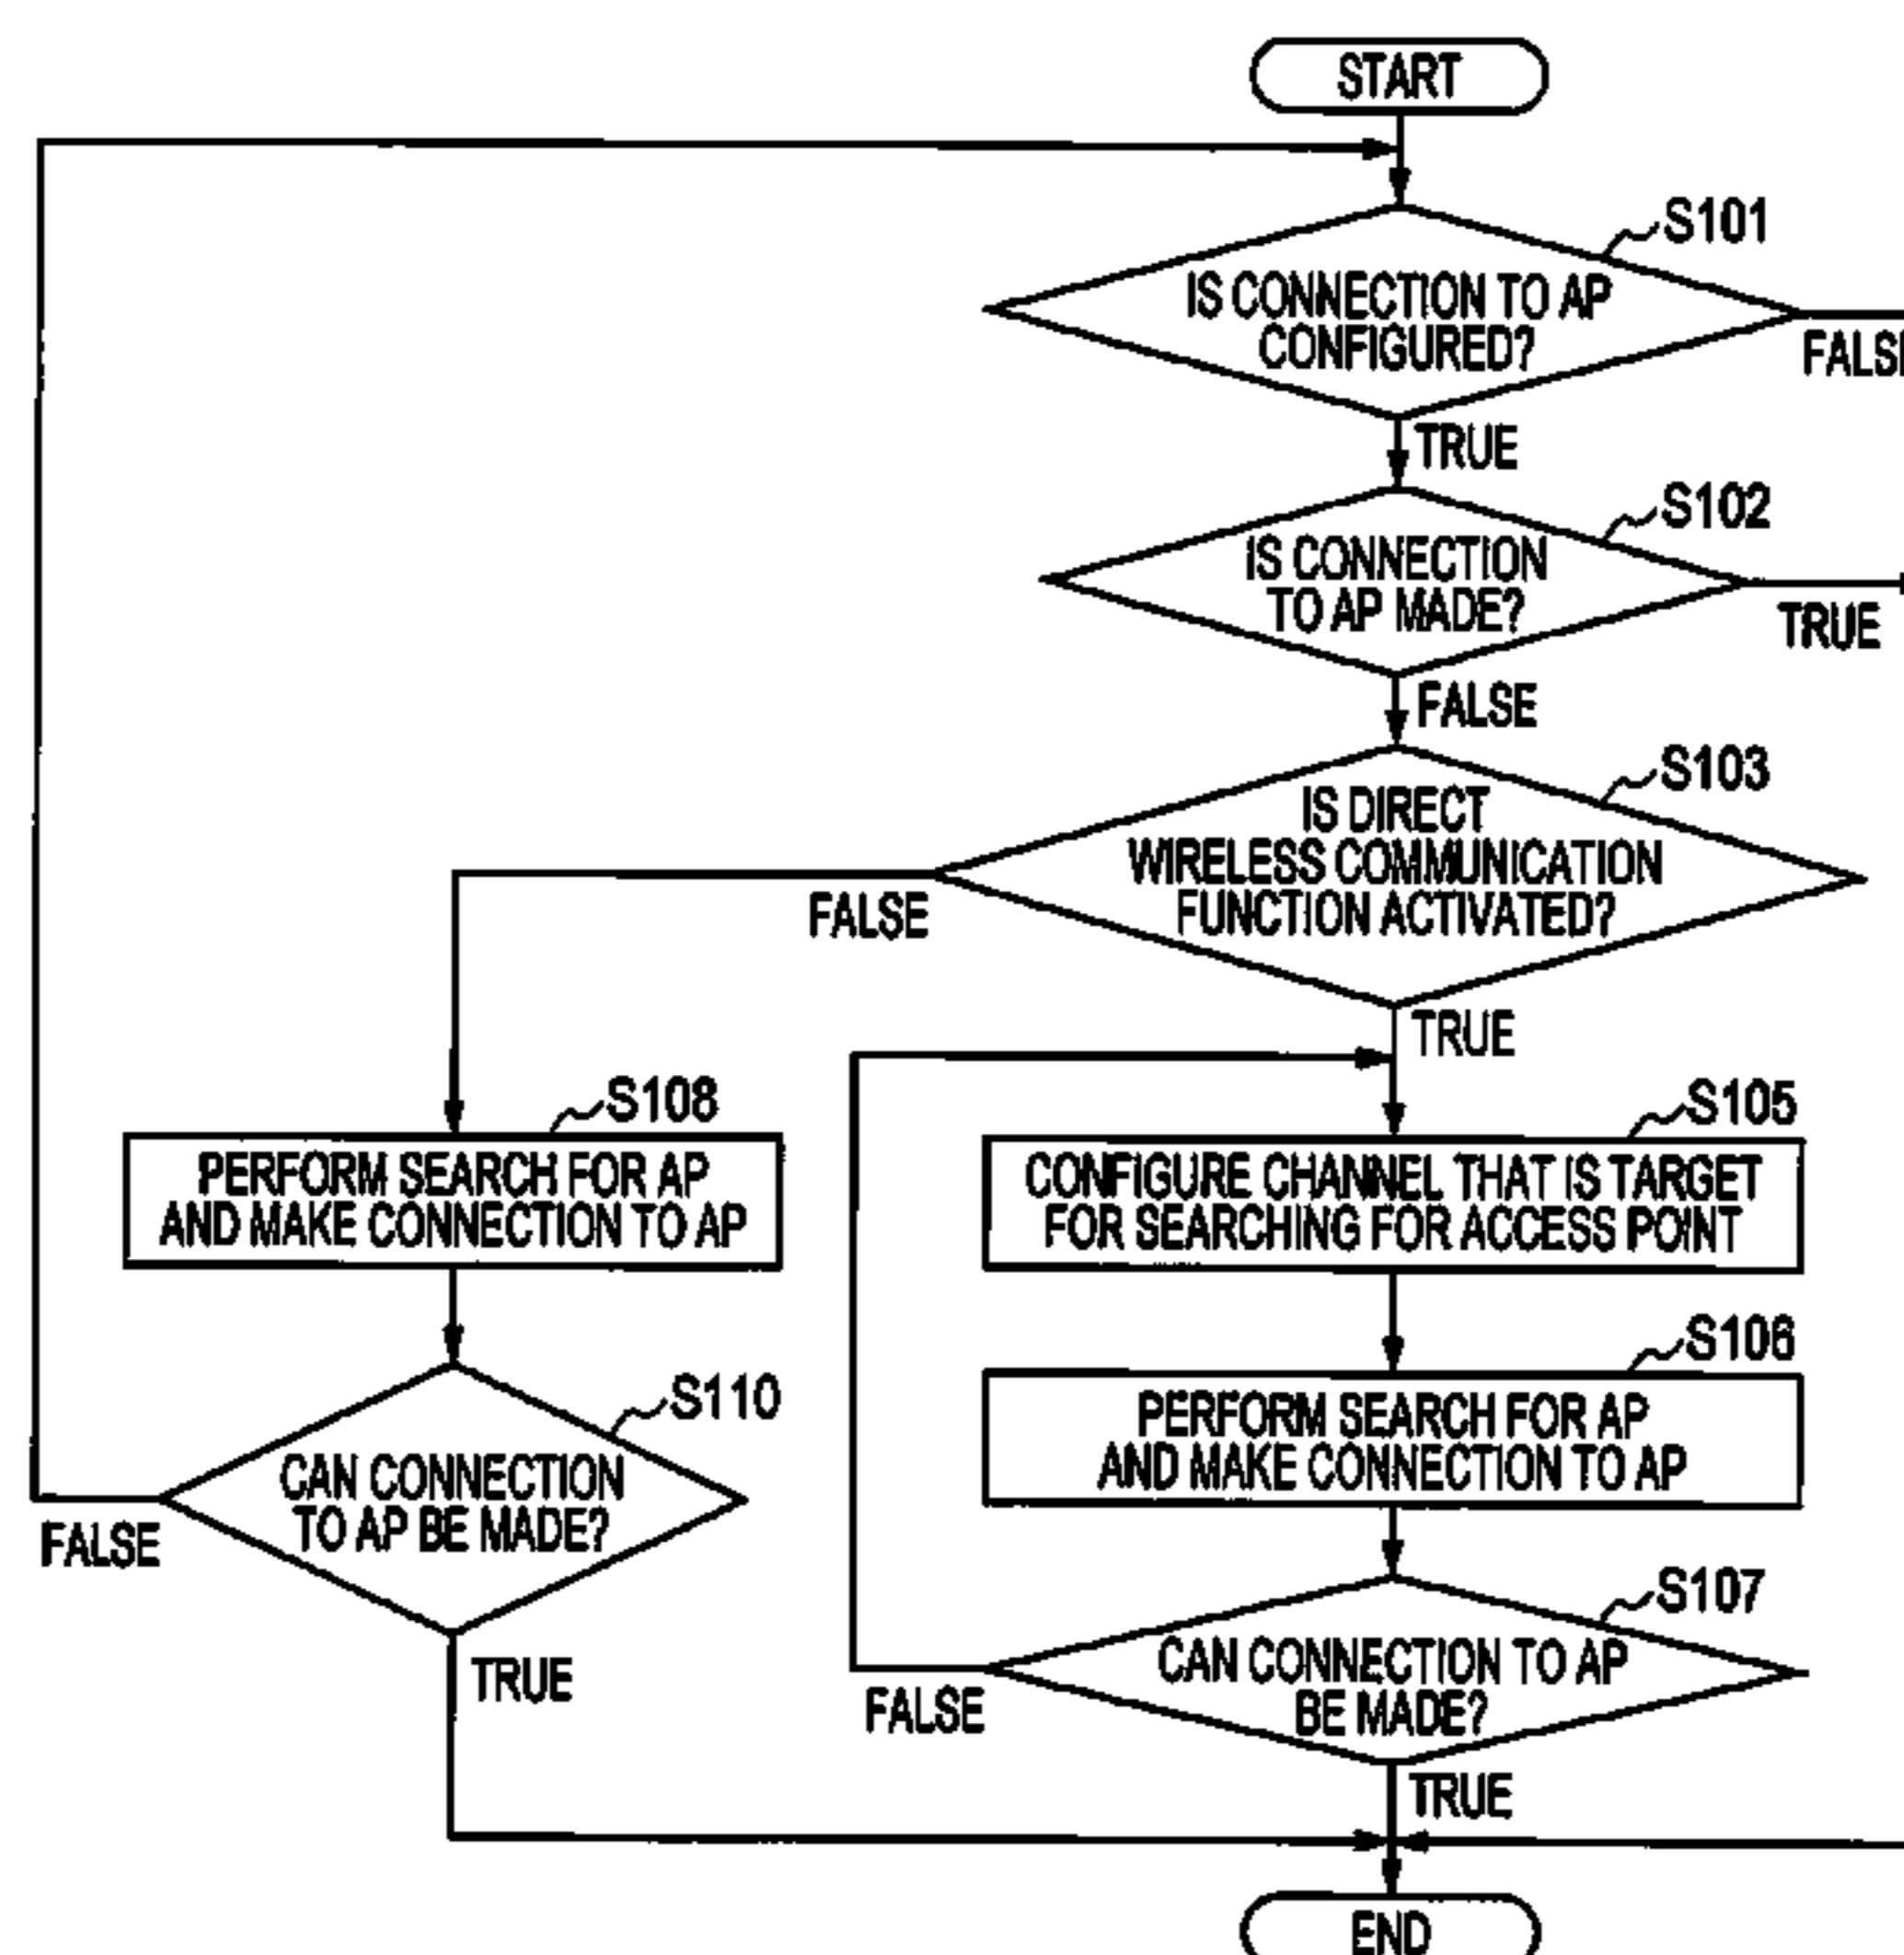 START
S101
IS CONNECTION TO AP
CONFIGURED?
FALSE
TRUE
S102
IS CONNECTION
TO AP MADE?
TRUE
FALSE
S103
IS DIRECT
WIRELESS COMMUNICATION
FUNCTION ACTIVATED?
FALSE
TRUE
S108
PERFORM SEARCH FOR AP
AND MAKE CONNECTION TO AP
S105
CONFIGURE CHANNEL THAT IS TARGET
FOR SEARCHING FOR ACCESS POINT
S106
PERFORM SEARCH FOR AP
AND MAKE CONNECTION TO AP
S110
CAN CONNECTION
TO AP BE MADE?
FALSE
TRUE
S107
CAN CONNECTION TO AP
BE MADE?
FALSE
TRUE
END